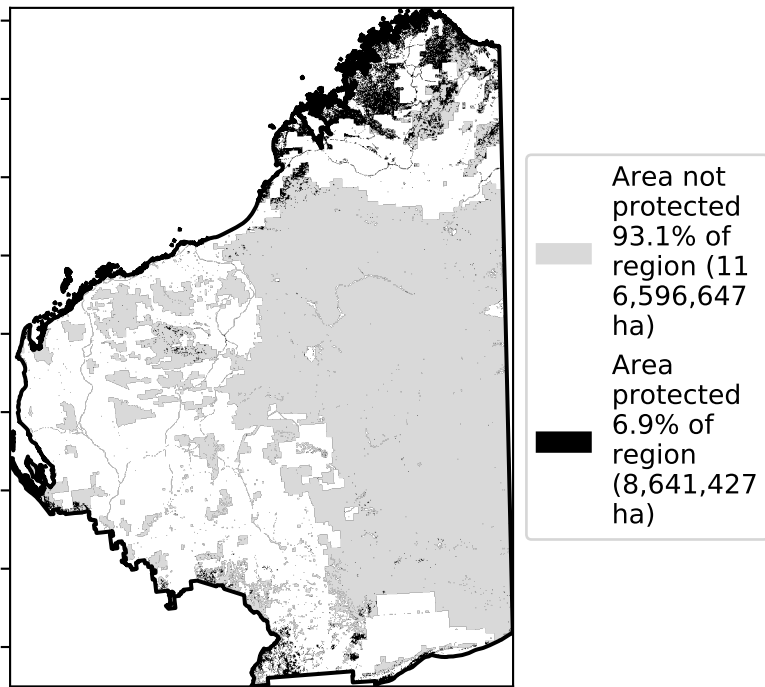 Area not
protected
93.1% of
region (11
6,596,647
ha)
Area
protected
6.9% of
region
(8,641,427
ha)